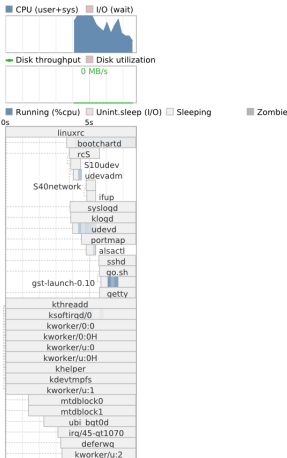 CPU (user+sys) I/O (wait)
Disk throughput Disk utilization
0 MB/s
Running (%cpu) Unint.sleep (I/O) Sleeping Zombie
0s 5s
linuxrc
bootchartd
rcS
S10udev
udevadm
S40network
ifup
syslogd
klogd
udevd
portmap
alsactl
sshd
go.sh
gst-launch-0.10
getty
kthreadd
ksoftirqd/0
kworker/0:0
kworker/0:0H
kworker/u:0
kworker/u:0H
khelper
kdevtmpfs
kworker/u:1
mtdblock0
mtdblock1
ubi_bgt0d
irq/45-qt1070
deferwq
kworker/u:2